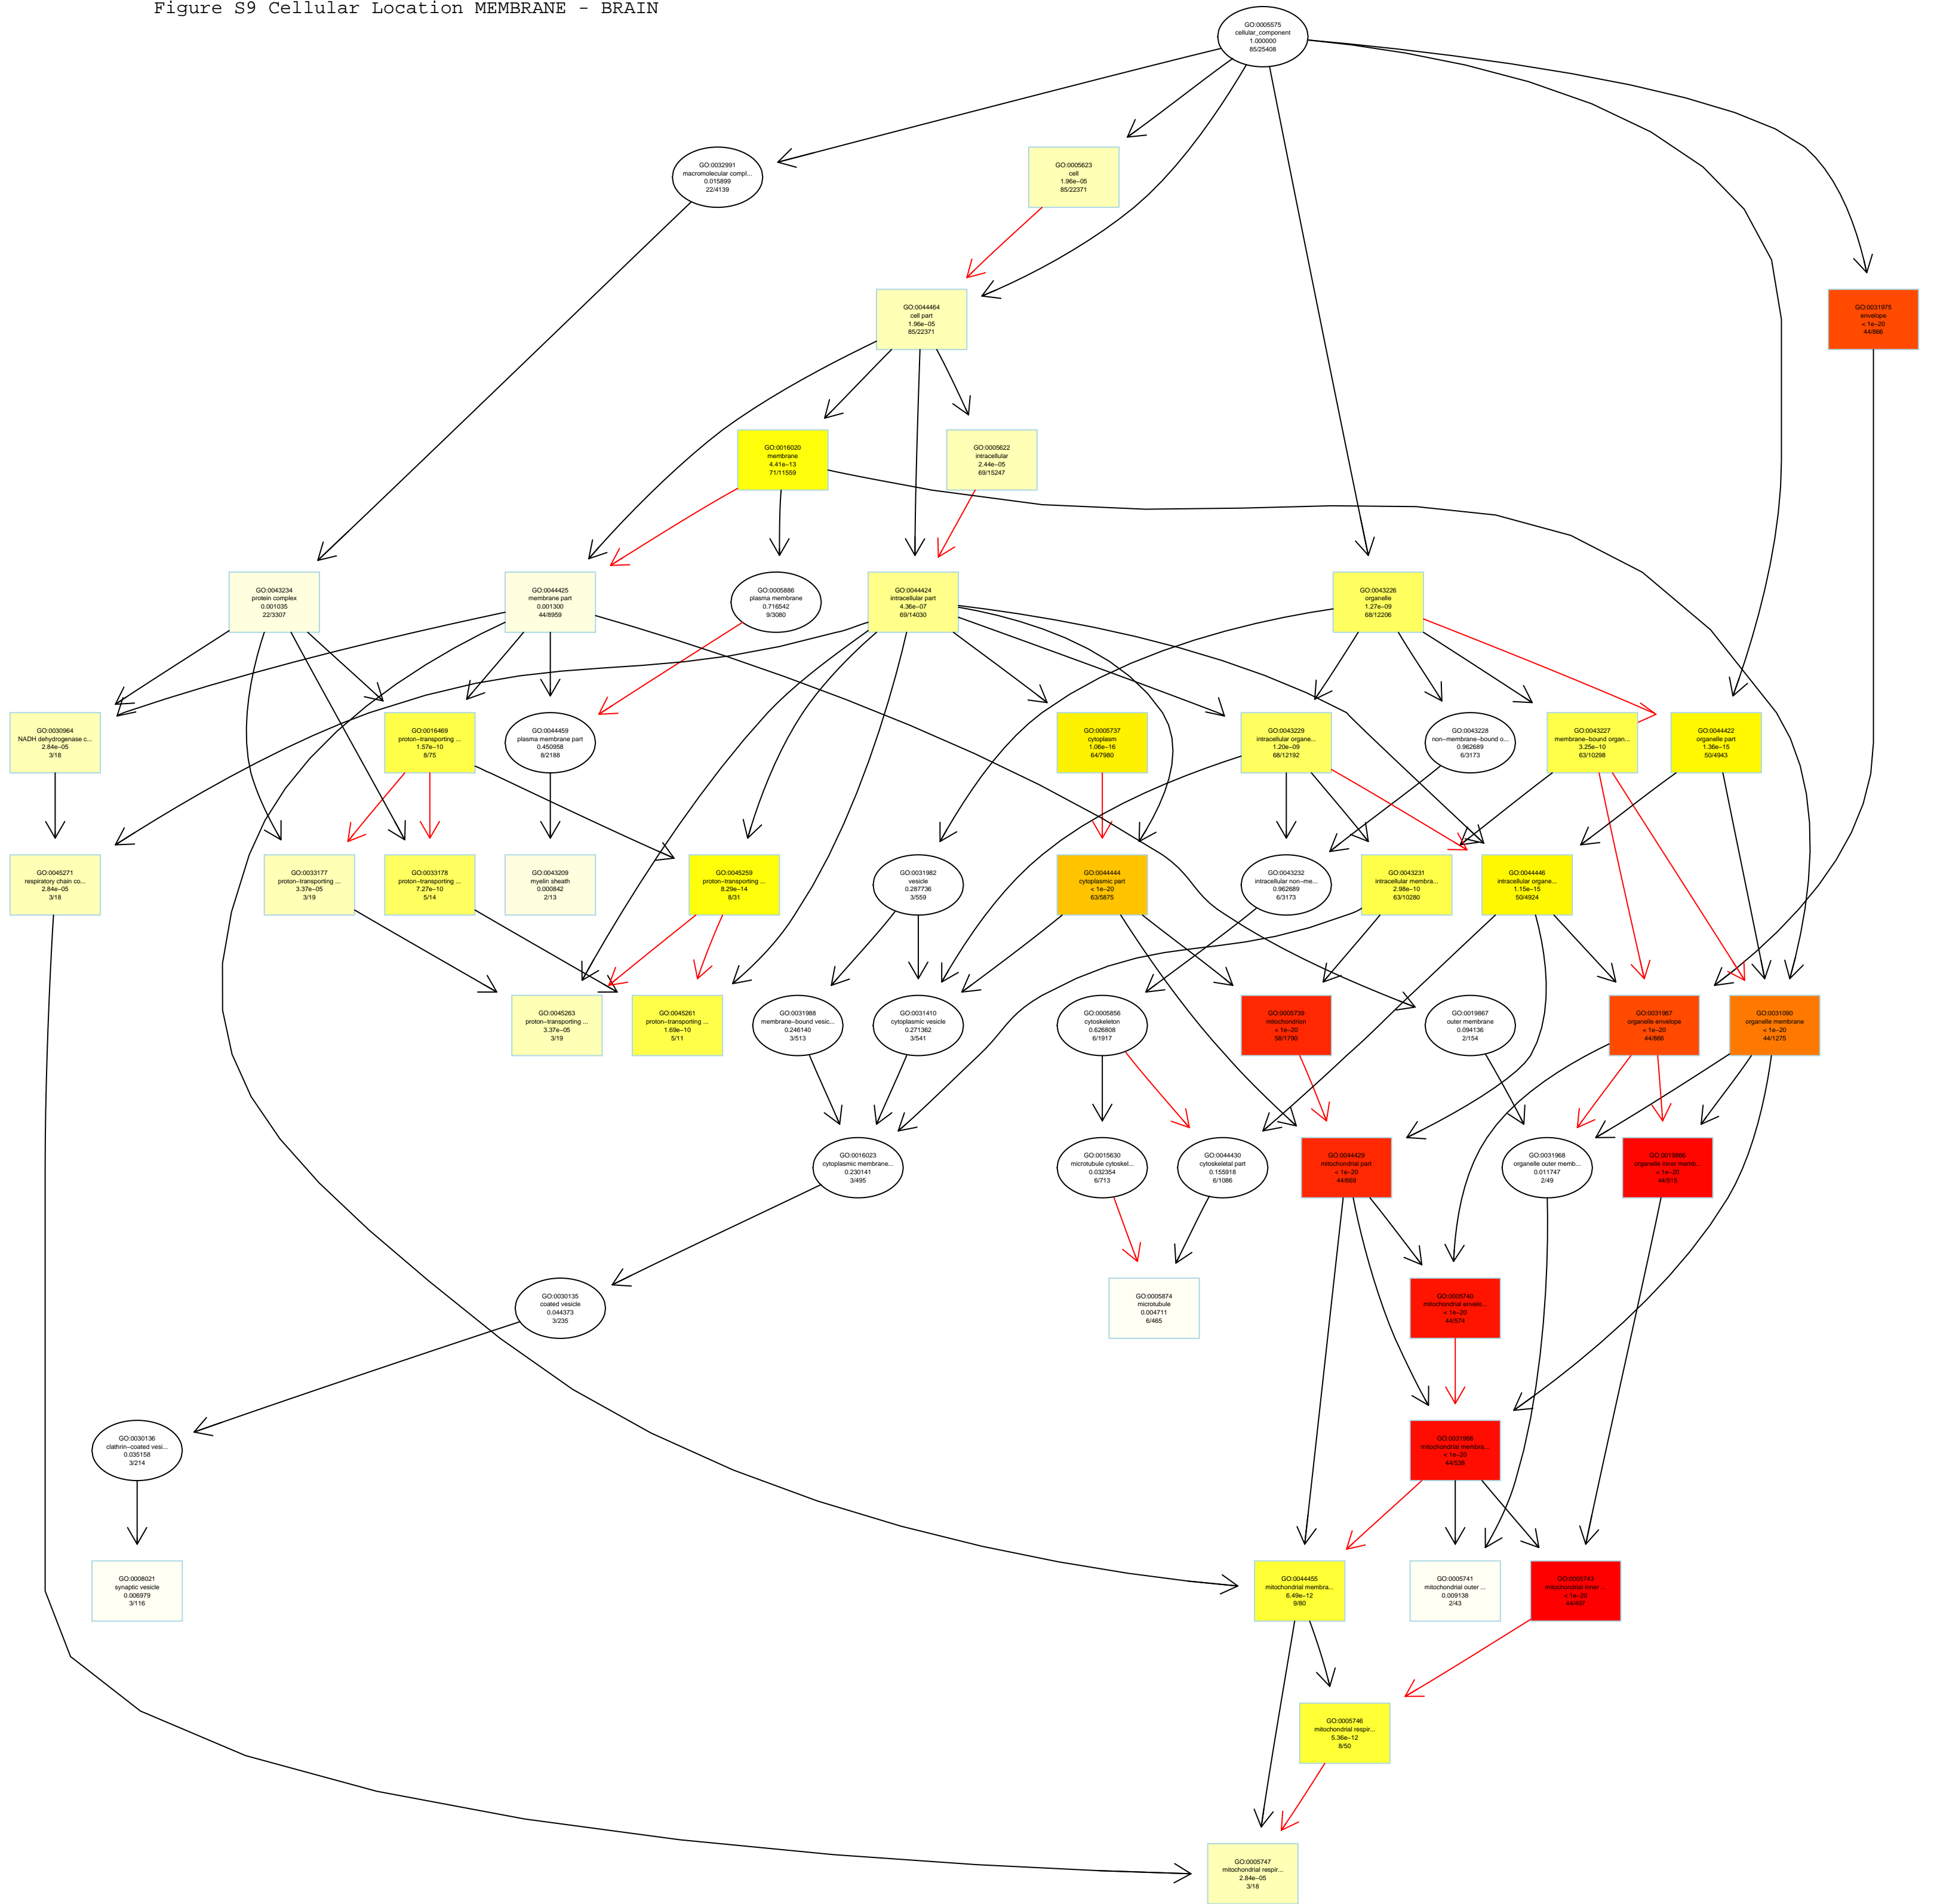 Figure S9 Cellular Location MEMBRANE - BRAIN
GO:0005575
cellular_component
1.000000
85/25408
GO:0032991
macromolecular compl...
0.015899
22/4139
GO:0005623
cell
1.96e−05
85/22371
GO:0044464
cell part
1.96e−05
85/22371
GO:0031975
envelope
< 1e−20
44/866
GO:0016020
membrane
4.41e−13
71/11559
GO:0005622
intracellular
2.44e−05
69/15247
GO:0043234
protein complex
0.001035
22/3307
GO:0044425
membrane part
0.001300
44/8959
GO:0005886
plasma membrane
0.716542
9/3080
GO:0044424
intracellular part
4.36e−07
69/14030
GO:0043226
organelle
1.27e−09
68/12206
GO:0030964
NADH dehydrogenase c...
2.84e−05
3/18
GO:0016469
proton−transporting ...
1.57e−10
8/75
GO:0044459
plasma membrane part
0.450958
8/2188
GO:0005737
cytoplasm
1.06e−16
64/7980
GO:0043229
intracellular organe...
1.20e−09
68/12192
GO:0043228
non−membrane−bound o...
0.962689
6/3173
GO:0043227
membrane−bound organ...
3.25e−10
63/10298
GO:0044422
organelle part
1.36e−15
50/4943
GO:0045271
respiratory chain co...
2.84e−05
3/18
GO:0033177
proton−transporting ...
3.37e−05
3/19
GO:0033178
proton−transporting ...
7.27e−10
5/14
GO:0043209
myelin sheath
0.000842
2/13
GO:0045259
proton−transporting ...
8.29e−14
8/31
GO:0031982
vesicle
0.287736
3/559
GO:0044444
cytoplasmic part
< 1e−20
63/5875
GO:0043232
intracellular non−me...
0.962689
6/3173
GO:0043231
intracellular membra...
2.98e−10
63/10280
GO:0044446
intracellular organe...
1.15e−15
50/4924
GO:0045263
proton−transporting ...
3.37e−05
3/19
GO:0045261
proton−transporting ...
1.69e−10
5/11
GO:0031988
membrane−bound vesic...
0.246140
3/513
GO:0031410
cytoplasmic vesicle
0.271362
3/541
GO:0005856
cytoskeleton
0.626808
6/1917
GO:0005739
mitochondrion
< 1e−20
58/1790
GO:0019867
outer membrane
0.094136
2/154
GO:0031967
organelle envelope
< 1e−20
44/866
GO:0031090
organelle membrane
< 1e−20
44/1275
GO:0016023
cytoplasmic membrane...
0.230141
3/495
GO:0015630
microtubule cytoskel...
0.032354
6/713
GO:0044430
cytoskeletal part
0.155918
6/1086
GO:0044429
mitochondrial part
< 1e−20
44/669
GO:0031968
organelle outer memb...
0.011747
2/49
GO:0019866
organelle inner memb...
< 1e−20
44/515
GO:0030135
coated vesicle
0.044373
3/235
GO:0005874
microtubule
0.004711
6/465
GO:0005740
mitochondrial envelo...
< 1e−20
44/574
GO:0030136
clathrin−coated vesi...
0.035158
3/214
GO:0031966
mitochondrial membra...
< 1e−20
44/538
GO:0008021
synaptic vesicle
0.006979
3/116
GO:0044455
mitochondrial membra...
6.49e−12
9/80
GO:0005741
mitochondrial outer ...
0.009138
2/43
GO:0005743
mitochondrial inner ...
< 1e−20
44/497
GO:0005746
mitochondrial respir...
5.36e−12
8/50
GO:0005747
mitochondrial respir...
2.84e−05
3/18